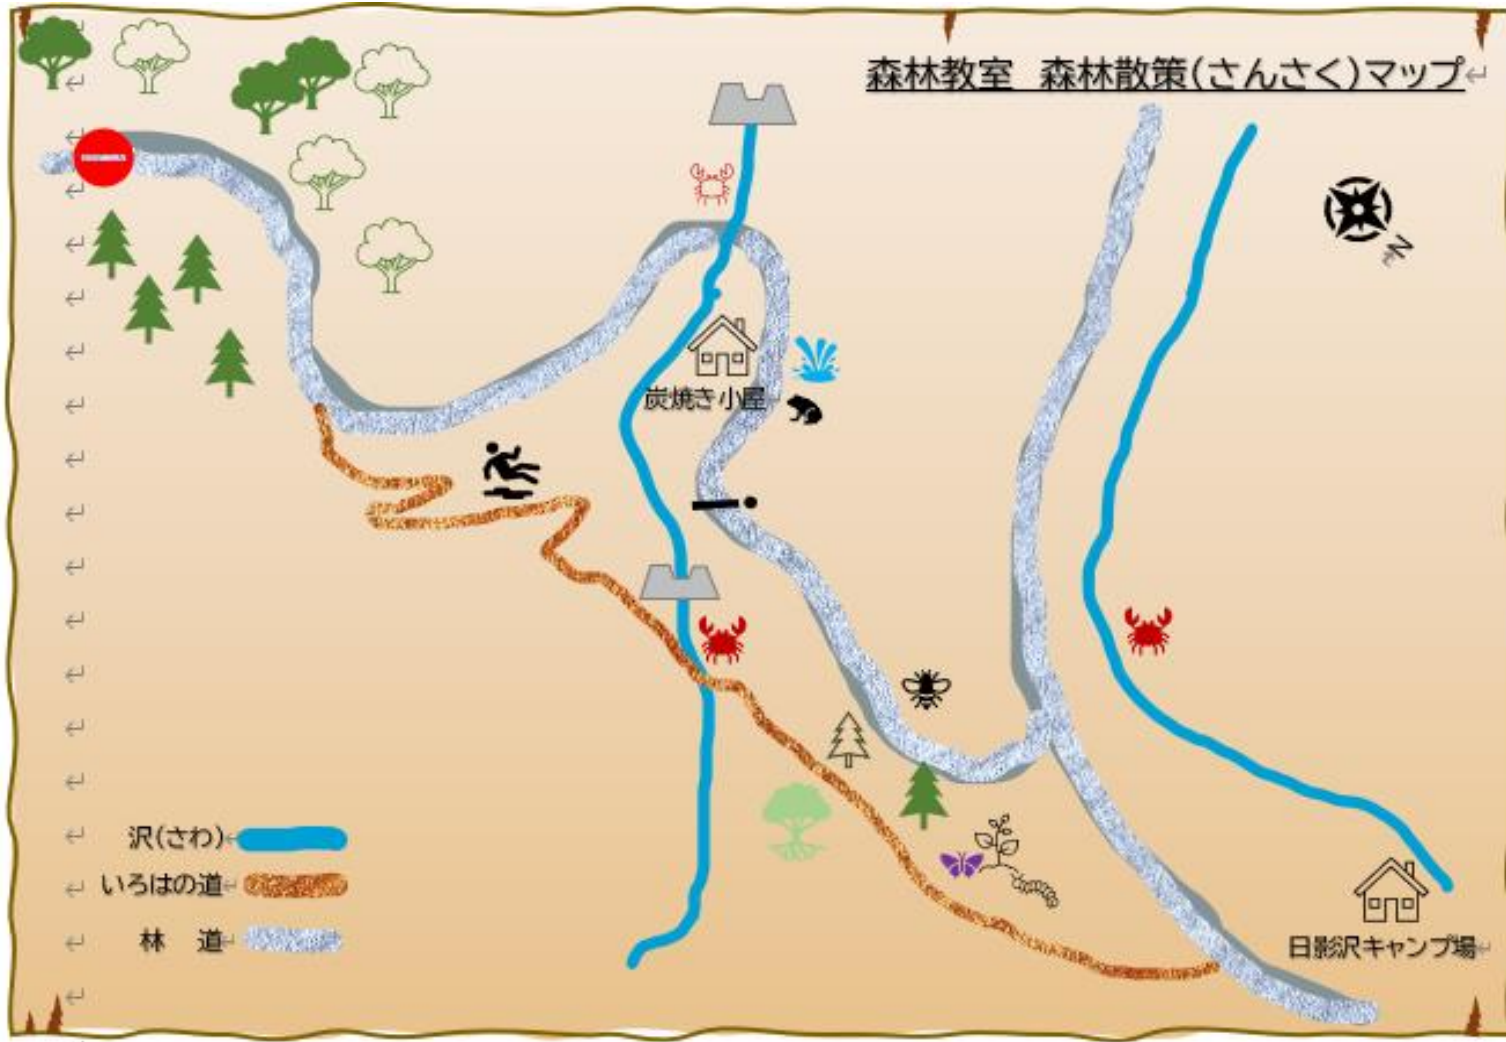 森林教室　森林散策(さんさく)マップ
N
炭焼き小屋
沢(さわ)
いろはの道
林　道
日影沢キャンプ場